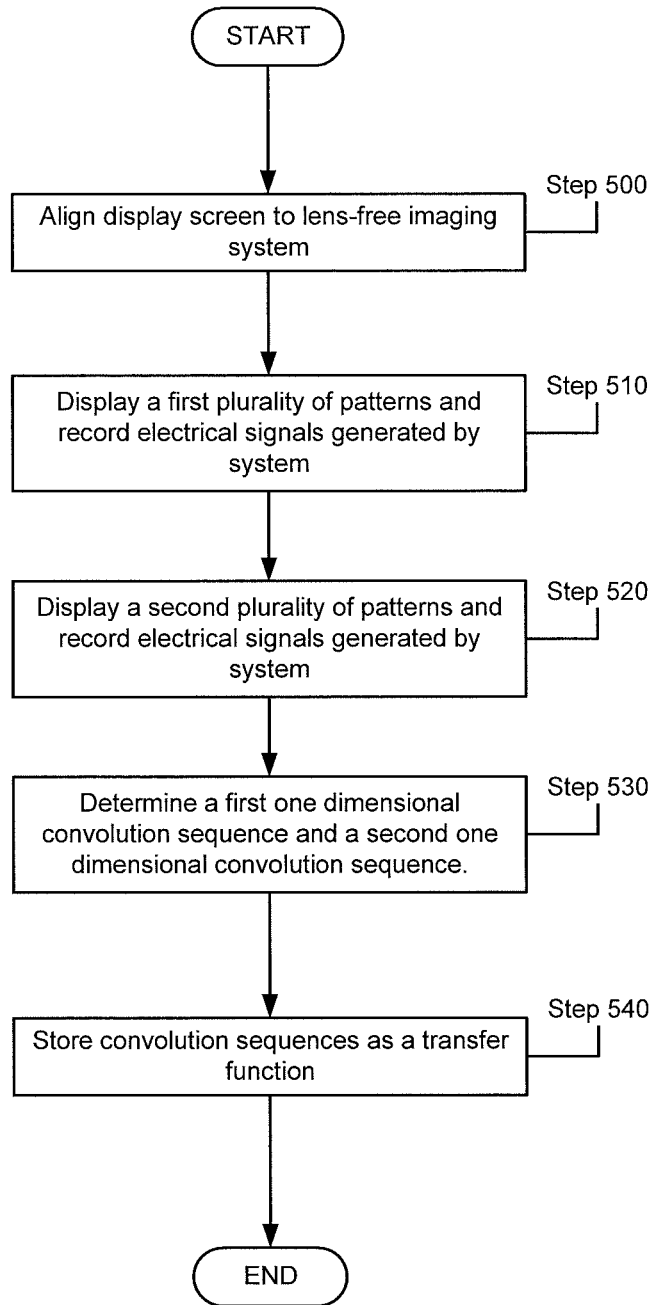 START
Step 500
Align display screen to lens-free imaging
system
Step 510
Display a first plurality of patterns and
record electrical signals generated by
system
Step 520
Display a second plurality of patterns and
record electrical signals generated by
system
Step 530
Determine a first one dimensional
convolution sequence and a second one
dimensional convolution sequence.
Step 540
Store convolution sequences as a transfer
function
END